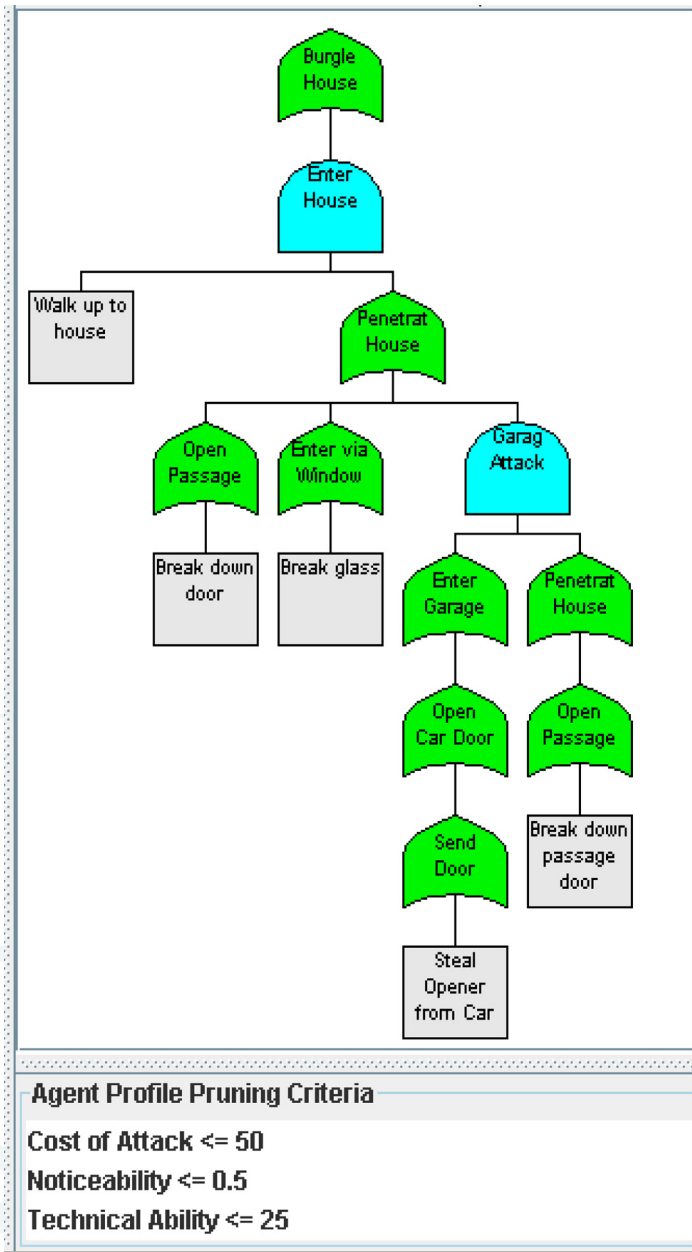 Burgle
House
Enter
House
Walk up to
house
Penetrat
House
Open
Passage
Enter via
Window
Garag
Attack
Break down
door
Break glass
Enter
Garage
Penetrat
House
Open
Car Door
Open
Passage
Send
Door
Break down
passage
door
Steal
Opener
from Car
Agent Profile Pruning Criteria
Cost of Attack <= 50
Noticeability <= 0.5
Technical Ability <= 25